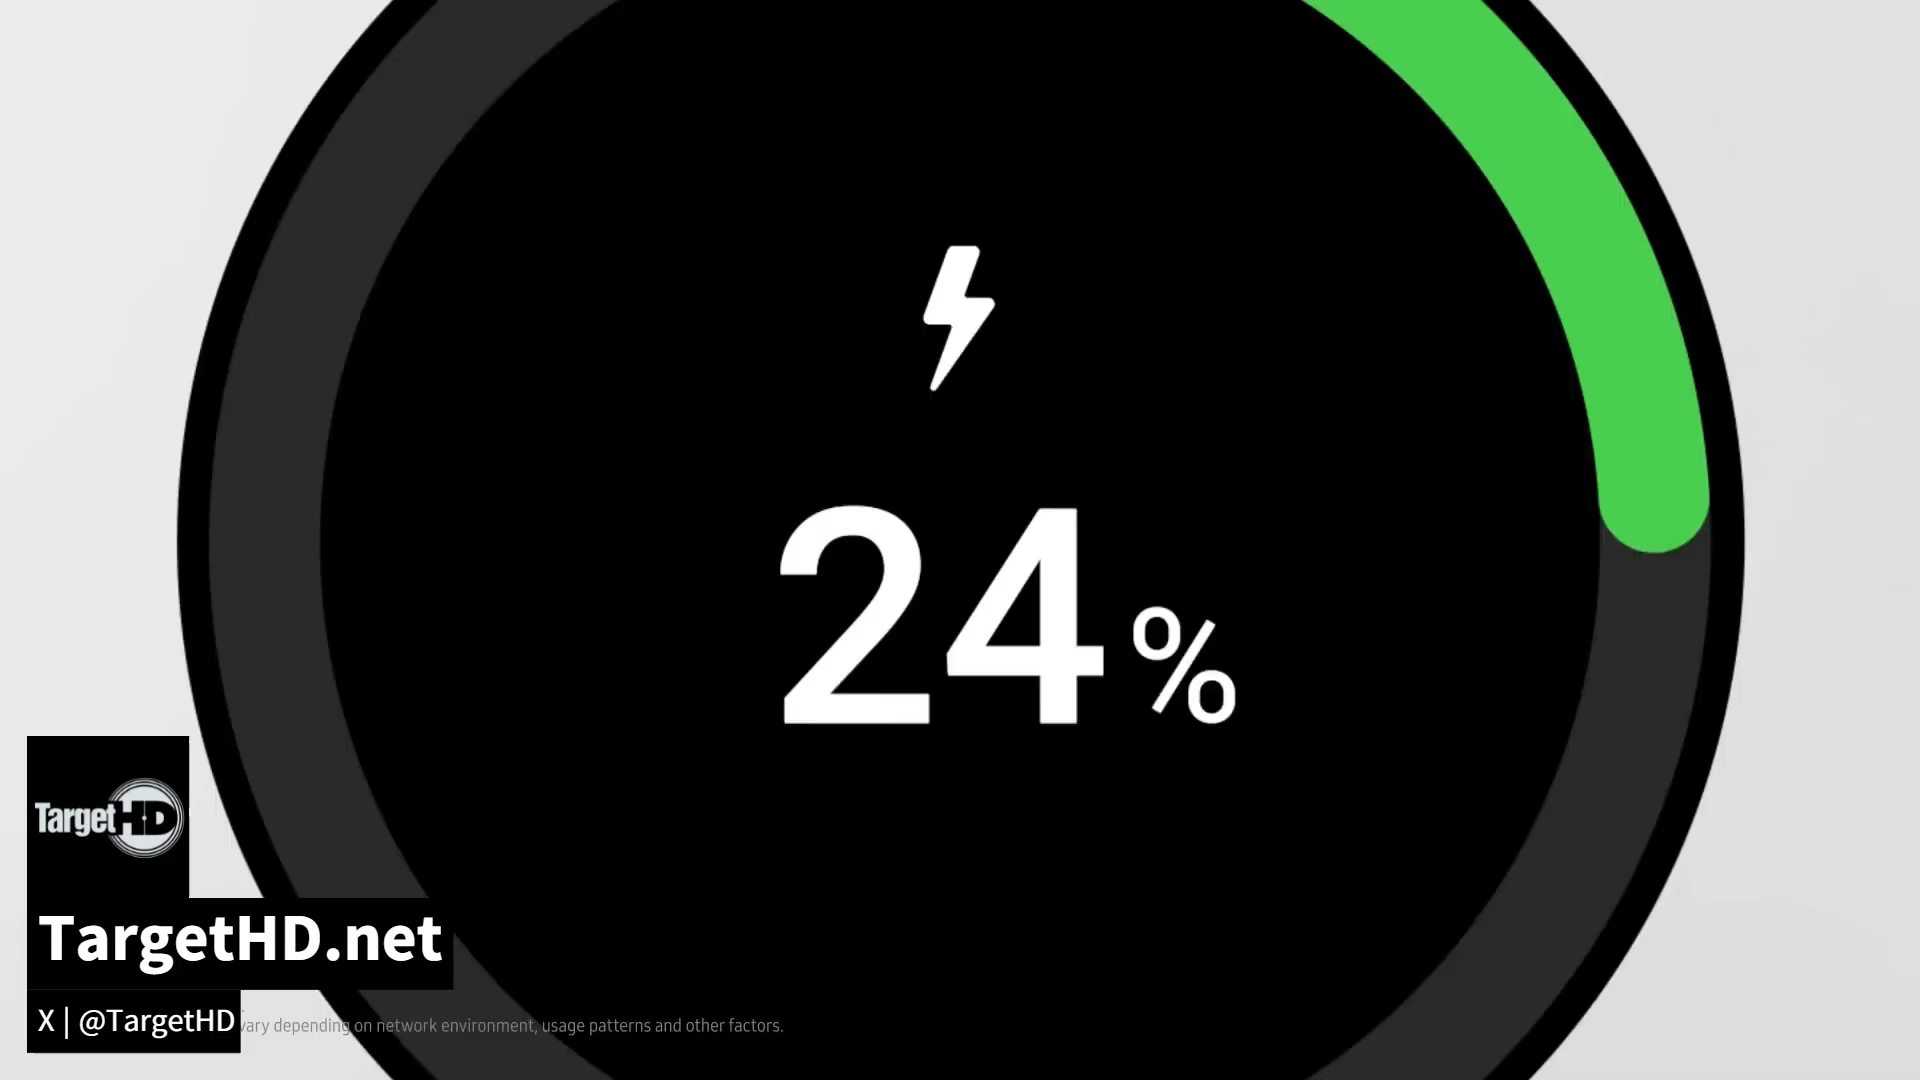 24%
TargetHD
TargetHD.net
X | @TargetHD
vary depending on network environment, usage patterns and other factors.